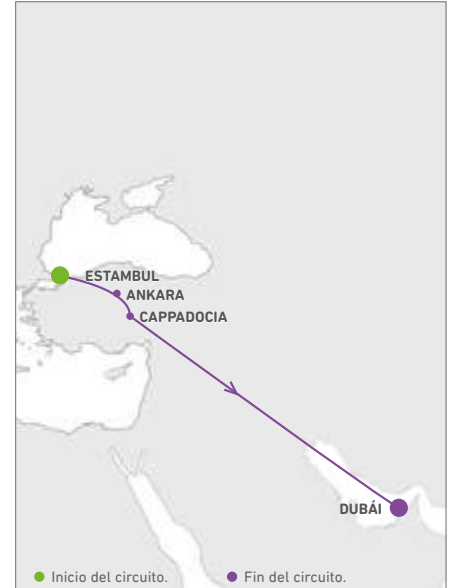 ESTAMBUL
ANKARA
CAPPADOCIA
DUBÁI
Inicio del circuito.
Fin del circuito.